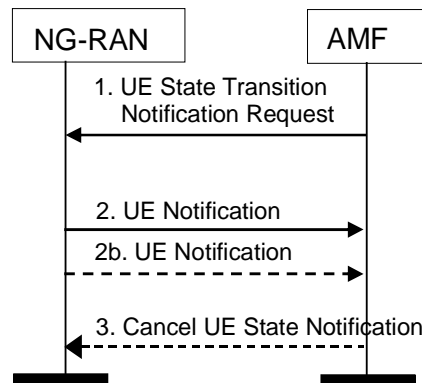 NG-RAN
AMF
1. UE State Transition
Notification Request
2. UE Notification
2b. UE Notification
3. Cancel UE State Notification